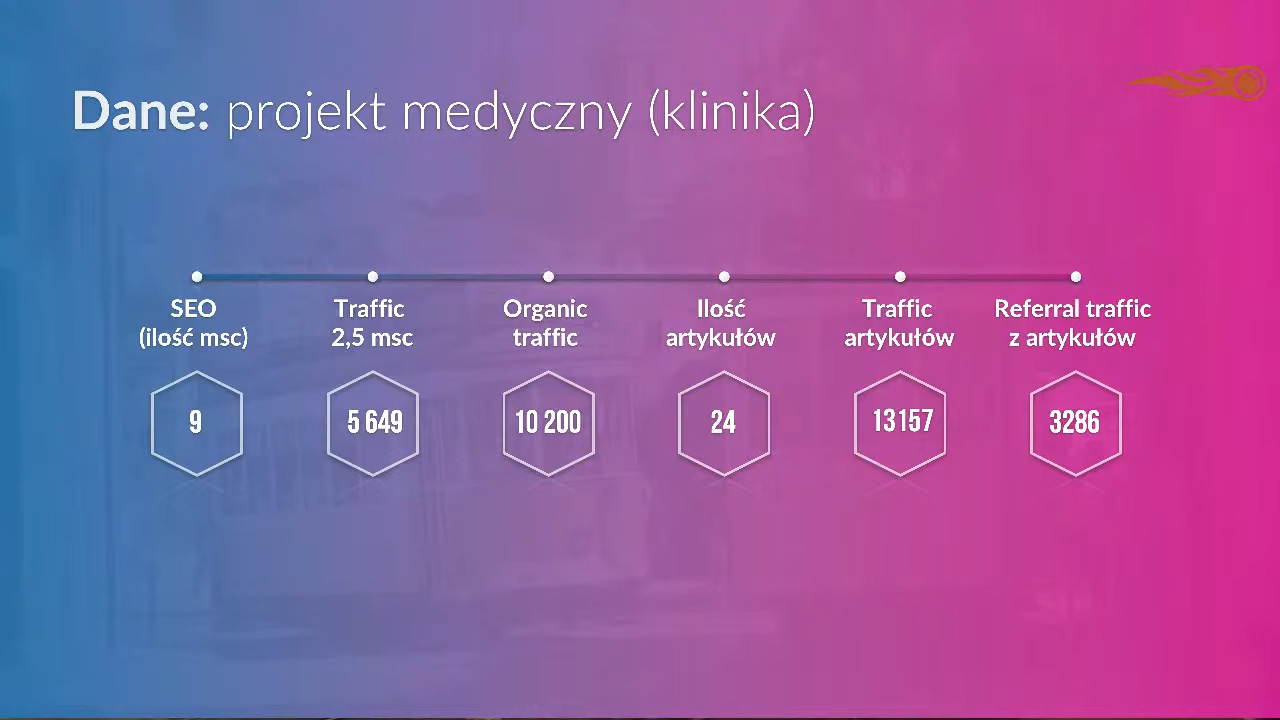 Dane: projekt medyczny (klinika)
SEO
(ilość msc)
Traffic
2,5 msc
Organic
traffic
Ilość
artykułów
Traffic
artykułów
Referral traffic
z artykułów
9
5 649
10 200
24
13157
3286